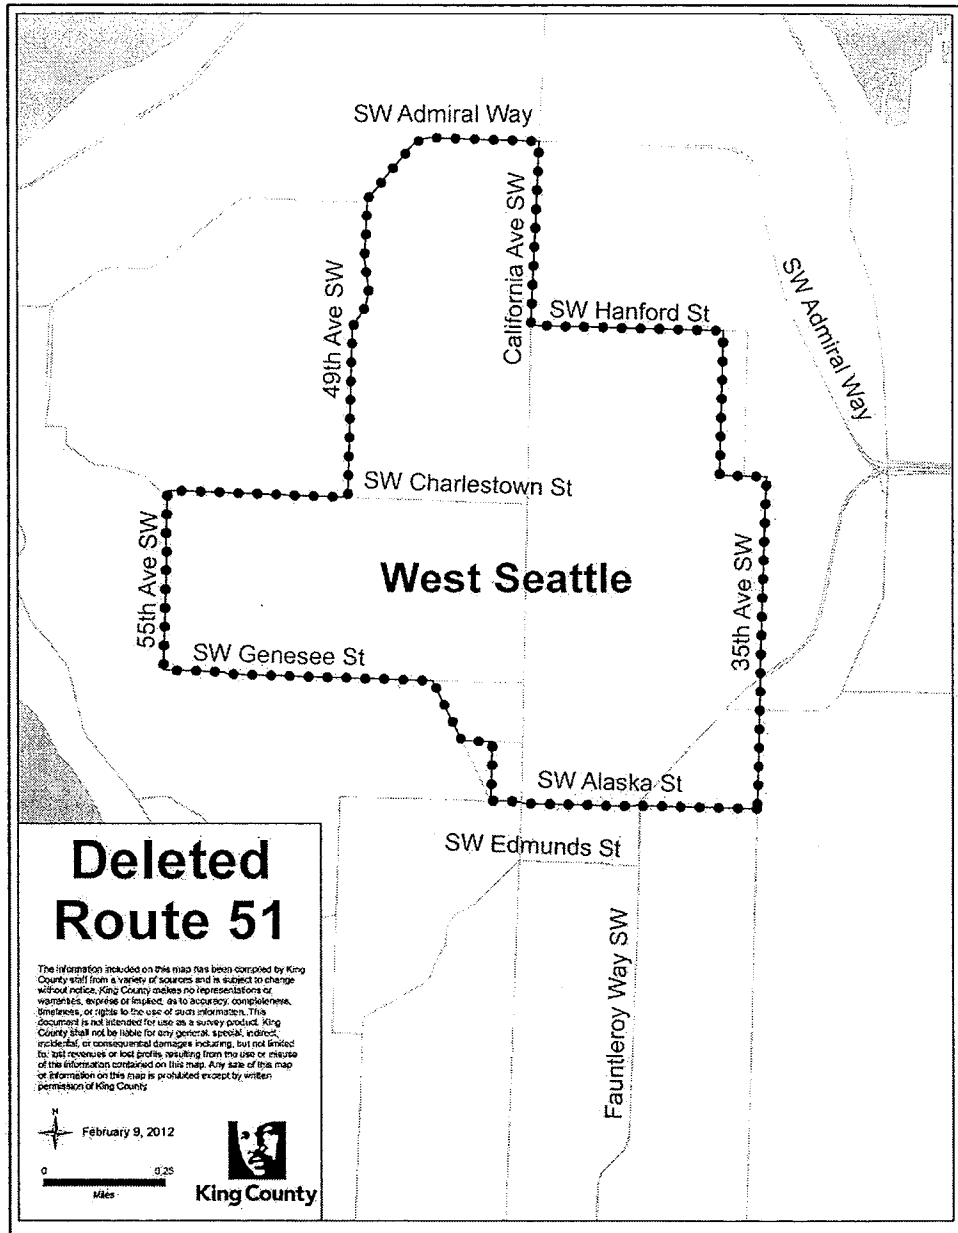 SW Admiral Way
California Ave SW
49th Ave SW
SW Hanford St
SW Admiral Way
SW Charlestown St
55th Ave SW
West Seattle
35th Ave SW
SW Genesee St
SW Alaska St
SW Edmunds St
Fauntleroy Way SW
Deleted
Route 51
The information included on this map has been compiled by King
County staff from a variety of sources and is subject to change
without notice. King County makes no representations or
warranties, express or implied, as to accuracy, completeness,
timeliness, or rights to the use of such information. This
document is not intended for use as a survey product. King
County shall not be liable for any general, special, indirect,
incidental, or consequential damages including, but not limited
to, lost revenues or lost profits resulting from the use or misuse
of the information contained on this map. Any sale of this map
or information on this map is prohibited except by written
permission of King County.
N
February 9, 2012
0 0.25
Miles
King County